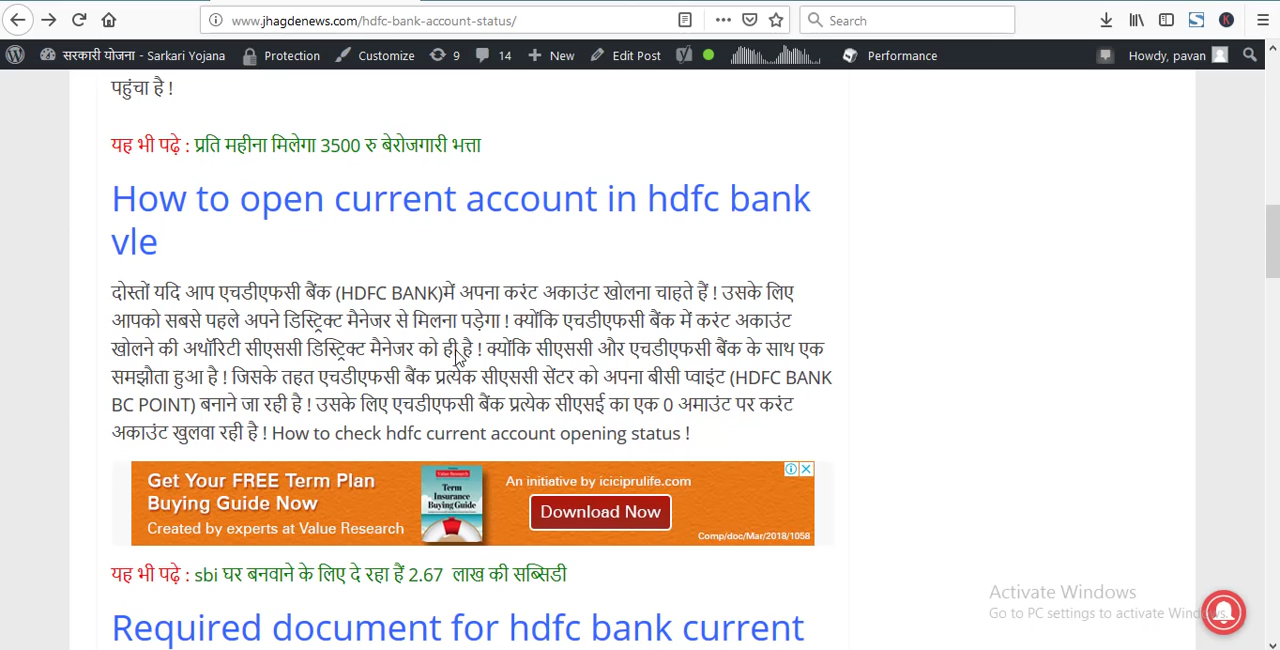 www.jhagdenews.com/hdfc-bank-account-status/
Search
सरकारी योजना - Sarkari Yojana Protection Customize 9 14 New Edit Post Performance Howdy, pavan
पहुंचा है !
यह भी पढ़े : प्रति महीना मिलेगा 3500 रु बेरोजगारी भत्ता
How to open current account in hdfc bank
vle
दोस्तों यदि आप एचडीएफसी बैंक (HDFC BANK)में अपना करंट अकाउंट खोलना चाहते हैं ! उसके लिए
आपको सबसे पहले अपने डिस्ट्रिक्ट मैनेजर से मिलना पड़ेगा ! क्योंकि एचडीएफसी बैंक में करंट अकाउंट
खोलने की अथॉरिटी सीएससी डिस्ट्रिक्ट मैनेजर को ही है ! क्योंकि सीएससी और एचडीएफसी बैंक के साथ एक
समझौता हुआ है ! जिसके तहत एचडीएफसी बैंक प्रत्येक सीएससी सेंटर को अपना बीसी प्वाइंट (HDFC BANK
BC POINT) बनाने जा रही है ! उसके लिए एचडीएफसी बैंक प्रत्येक सीएसई का एक 0 अमाउंट पर करंट
अकाउंट खुलवा रही है ! How to check hdfc current account opening status !
Get Your FREE Term Plan
Buying Guide Now
Created by experts at Value Research
Value Research
Term
Insurance
Buying Guide
An initiative by iciciprulife.com
Download Now
Comp/doc/Mar/2018/1058
यह भी पढ़े : sbi घर बनवाने के लिए दे रहा हैं 2.67 लाख की सब्सिडी
Required document for hdfc bank current
Activate Windows
Go to PC settings to activate Windows.